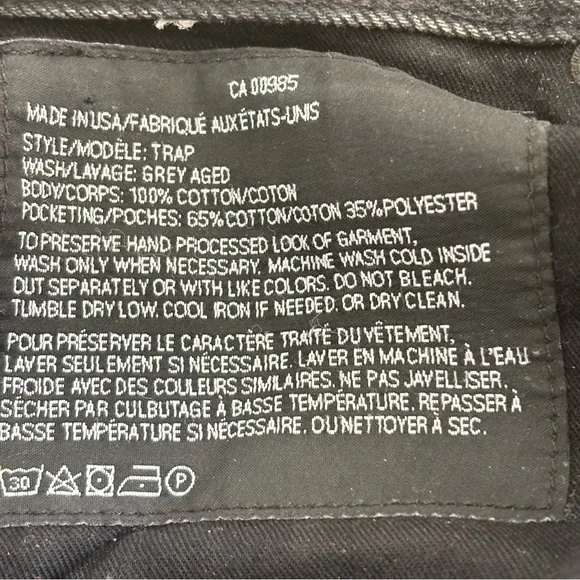 CA 00985
MADE IN USA/FABRIQUÉ AUX ÉTATS-UNIS
STYLE/MODÈLE: TRAP
WASH/LAVAGE: GREY AGED
BODY/CORPS: 100% COTTON/COTON
POCKETING/POCHES: 65% COTTON/COTON 35% POLYESTER
TO PRESERVE HAND PROCESSED LOOK OF GARMENT,
WASH ONLY WHEN NECESSARY. MACHINE WASH COLD INSIDE
OUT SEPARATELY OR WITH LIKE COLORS. DO NOT BLEACH.
TUMBLE DRY LOW. COOL IRON IF NEEDED. OR DRY CLEAN.
POUR PRÉSERVER LE CARACTÈRE TRAITÉ DU VÊTEMENT,
LAVER SEULEMENT SI NÉCESSAIRE. LAVER EN MACHINE À L'EAU
FROIDE AVEC DES COULEURS SIMILAIRES. NE PAS JAVELLISER.
SÉCHER PAR CULBUTAGE À BASSE TEMPÉRATURE. REPASSER À
BASSE TEMPÉRATURE SI NÉCESSAIRE. OU NETTOYER À SEC.
30 P